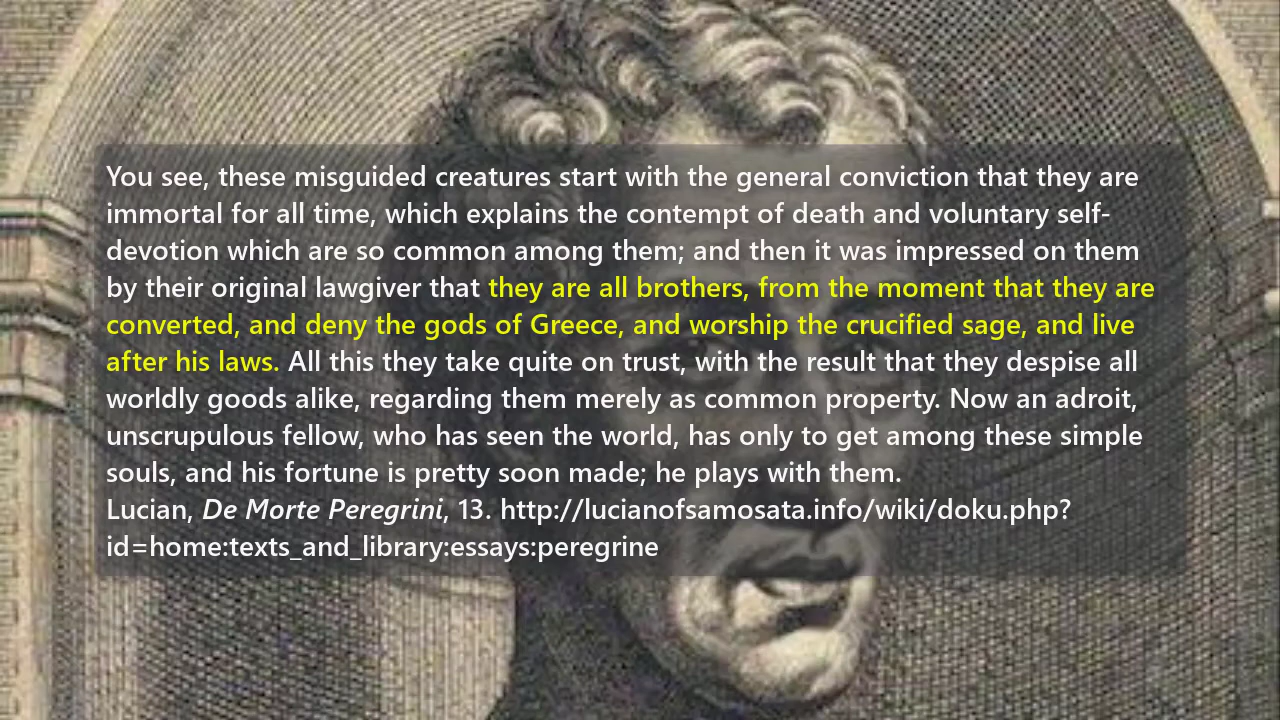 You see, these misguided creatures start with the general conviction that they are
immortal for all time, which explains the contempt of death and voluntary self-
devotion which are so common among them; and then it was impressed on them
by their original lawgiver that they are all brothers, from the moment that they are
converted, and deny the gods of Greece, and worship the crucified sage, and live
after his laws. All this they take quite on trust, with the result that they despise all
worldly goods alike, regarding them merely as common property. Now an adroit,
unscrupulous fellow, who has seen the world, has only to get among these simple
souls, and his fortune is pretty soon made; he plays with them.
Lucian, De Morte Peregrini, 13. http://lucianofsamosata.info/wiki/doku.php?
id=home:texts_and_library:essays:peregrine